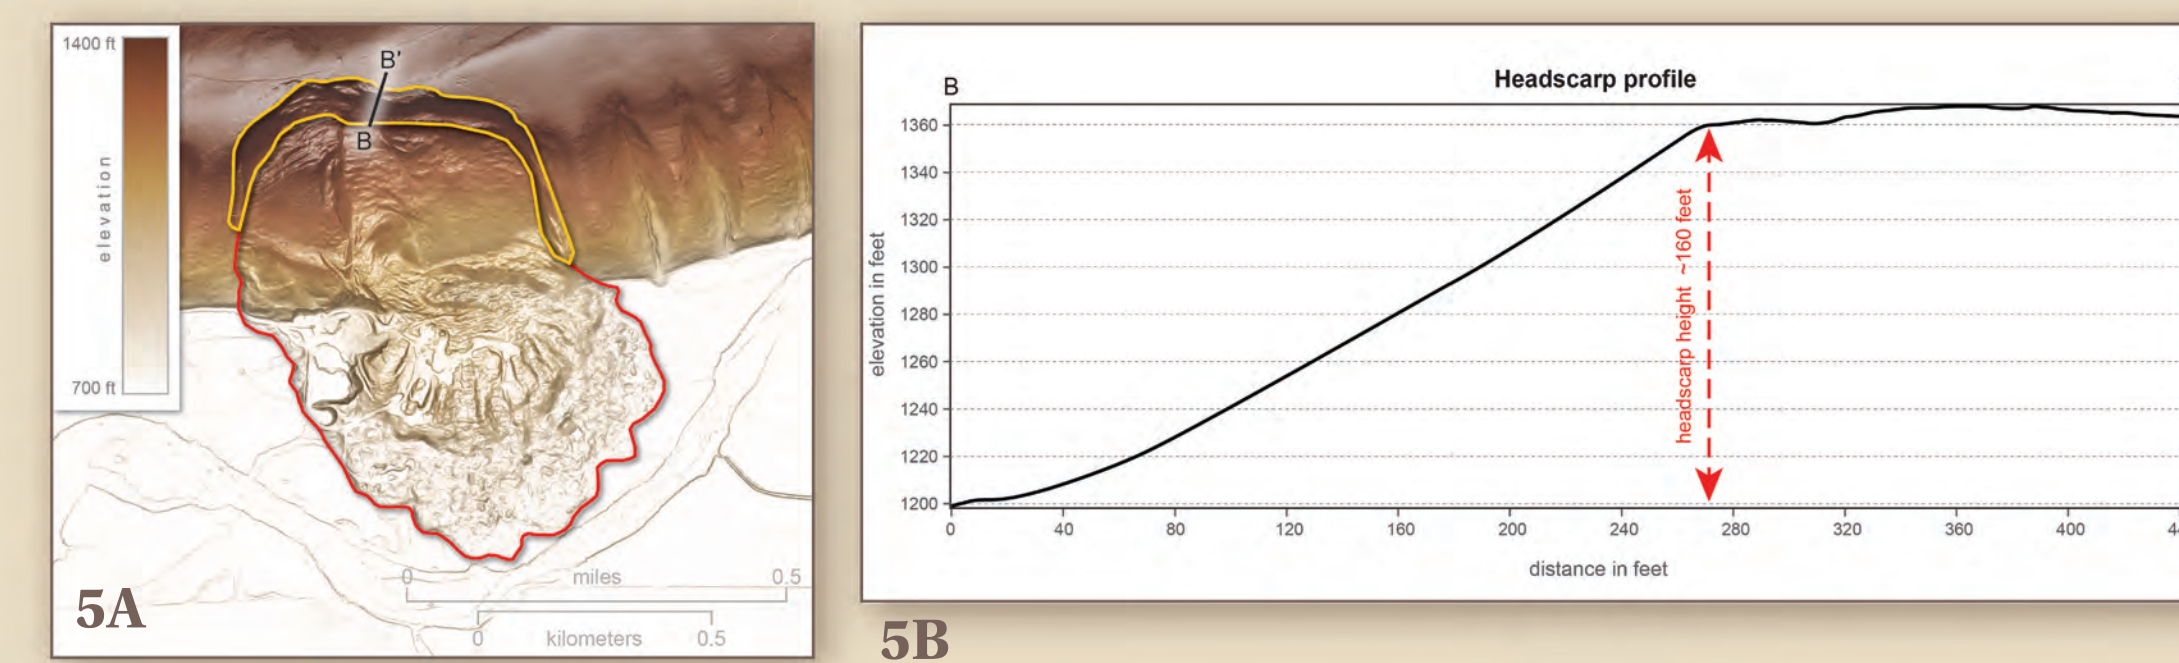 1400 ft
elevation
700 ft
B'
B
0 miles 0.5
0 kilometers 0.5
5A
Headscarp profile
B
elevation in feet
1360
1340
1320
1300
1280
1260
1240
1220
1200
headscarp height ~160 feet
0 40 80 120 160 200 240 280 320 360 400
distance in feet
5B